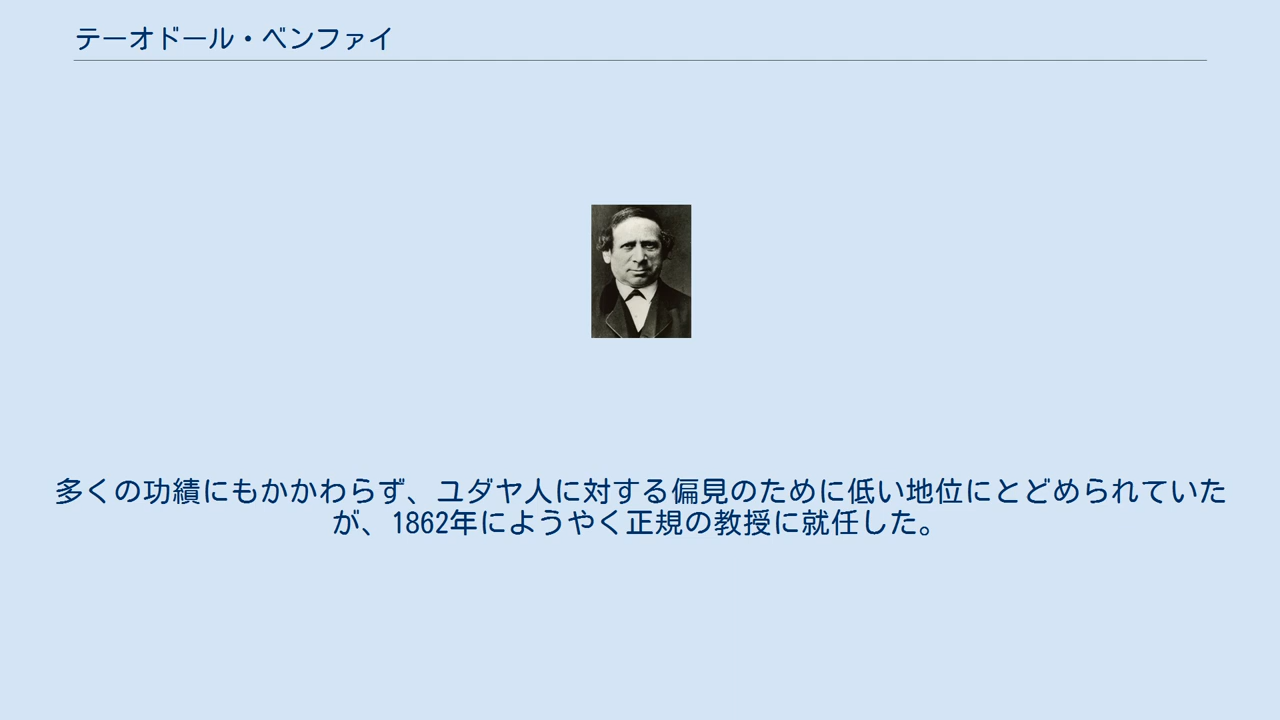 テーオドール・ベンファイ
多くの功績にもかかわらず、ユダヤ人に対する偏見のために低い地位にとどめられていた
が、1862年にようやく正規の教授に就任した。